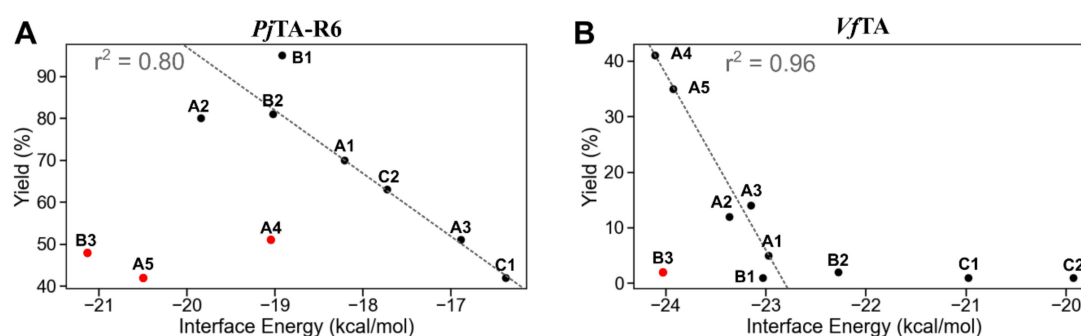 A
PjTA-R6
r² = 0.80
B1
A2
B2
A1
C2
B3
A4
A3
A5
C1
90
80
70
60
50
40
Yield (%)
−21 −20 −19 −18 −17
Interface Energy (kcal/mol)
B
VfTA
A4
r² = 0.96
A5
A3
A2
A1
B3
B2
B1
C1
C2
40
30
20
10
0
Yield (%)
−24 −23 −22 −21 −20
Interface Energy (kcal/mol)